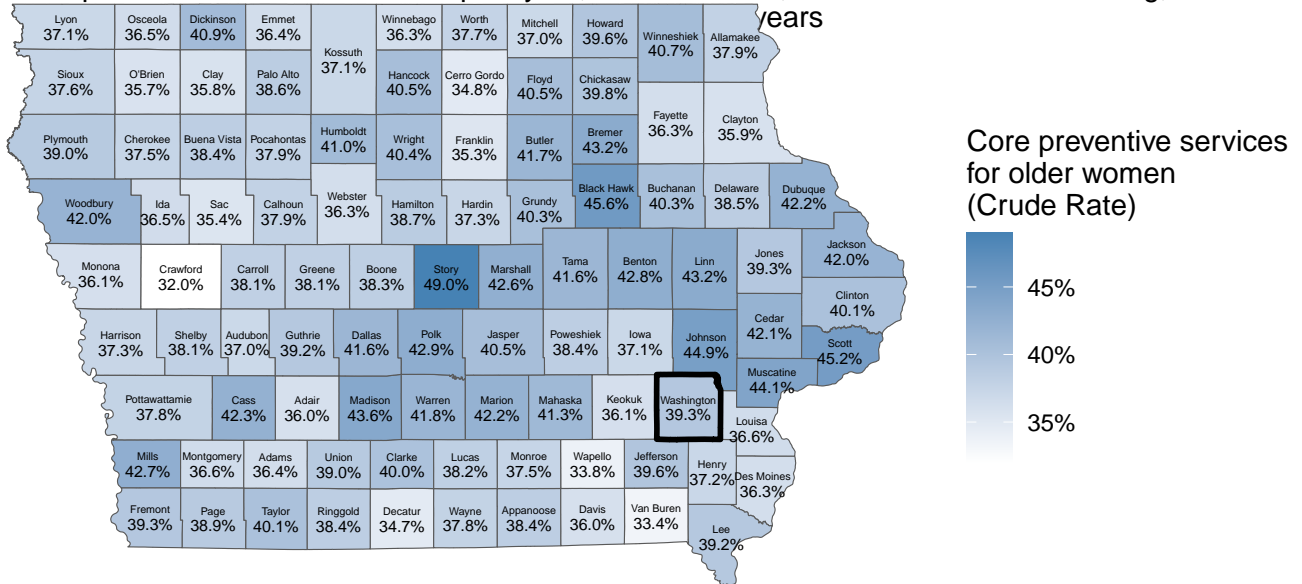 years
Lyon
37.1%
Osceola
36.5%
Dickinson
40.9%
Emmet
36.4%
Kossuth
37.1%
Winnebago
36.3%
Worth
37.7%
Mitchell
37.0%
Howard
39.6%
Winneshiek
40.7%
Allamakee
37.9%
Sioux
37.6%
O'Brien
35.7%
Clay
35.8%
Palo Alto
38.6%
Hancock
40.5%
Cerro Gordo
34.8%
Floyd
40.5%
Chickasaw
39.8%
Fayette
36.3%
Clayton
35.9%
Plymouth
39.0%
Cherokee
37.5%
Buena Vista
38.4%
Pocahontas
37.9%
Humboldt
41.0%
Wright
40.4%
Franklin
35.3%
Butler
41.7%
Bremer
43.2%
Woodbury
42.0%
Ida
36.5%
Sac
35.4%
Calhoun
37.9%
Webster
36.3%
Hamilton
38.7%
Hardin
37.3%
Grundy
40.3%
Black Hawk
45.6%
Buchanan
40.3%
Delaware
38.5%
Dubuque
42.2%
Monona
36.1%
Crawford
32.0%
Carroll
38.1%
Greene
38.1%
Boone
38.3%
Story
49.0%
Marshall
42.6%
Tama
41.6%
Benton
42.8%
Linn
43.2%
Jones
39.3%
Jackson
42.0%
Clinton
40.1%
Harrison
37.3%
Shelby
38.1%
Audubon
37.0%
Guthrie
39.2%
Dallas
41.6%
Polk
42.9%
Jasper
40.5%
Poweshiek
38.4%
Iowa
37.1%
Johnson
44.9%
Cedar
42.1%
Scott
45.2%
Muscatine
44.1%
Pottawattamie
37.8%
Cass
42.3%
Adair
36.0%
Madison
43.6%
Warren
41.8%
Marion
42.2%
Mahaska
41.3%
Keokuk
36.1%
Washington
39.3%
Louisa
36.6%
Mills
42.7%
Montgomery
36.6%
Adams
36.4%
Union
39.0%
Clarke
40.0%
Lucas
38.2%
Monroe
37.5%
Wapello
33.8%
Jefferson
39.6%
Henry
37.2%
Des Moines
36.3%
Fremont
39.3%
Page
38.9%
Taylor
40.1%
Ringgold
38.4%
Decatur
34.7%
Wayne
37.8%
Appanoose
38.4%
Davis
36.0%
Van Buren
33.4%
Lee
39.2%
Core preventive services
for older women
(Crude Rate)
45%
40%
35%